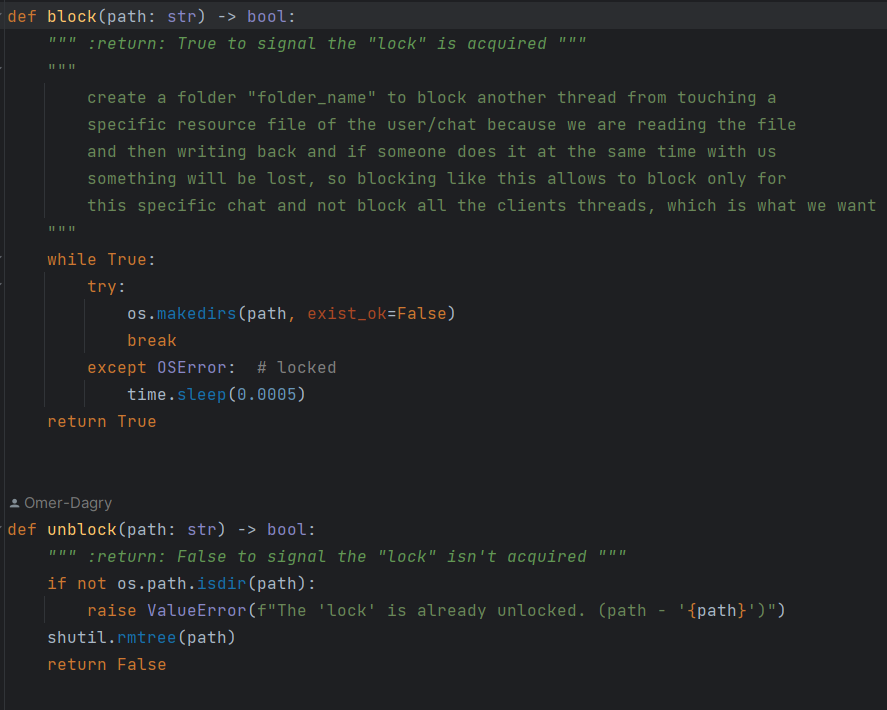 def block(path: str) -> bool:
    """ :return: True to signal the "lock" is acquired """
    """
        create a folder "folder_name" to block another thread from touching a
        specific resource file of the user/chat because we are reading the file
        and then writing back and if someone does it at the same time with us
        something will be lost, so blocking like this allows to block only for
        this specific chat and not block all the clients threads, which is what we want
    """
    while True:
        try:
            os.makedirs(path, exist_ok=False)
            break
        except OSError:  # locked
            time.sleep(0.0005)
    return True
Omer-Dagry
def unblock(path: str) -> bool:
    """ :return: False to signal the "lock" isn't acquired """
    if not os.path.isdir(path):
        raise ValueError(f"The 'lock' is already unlocked. (path - '{path}')")
    shutil.rmtree(path)
    return False